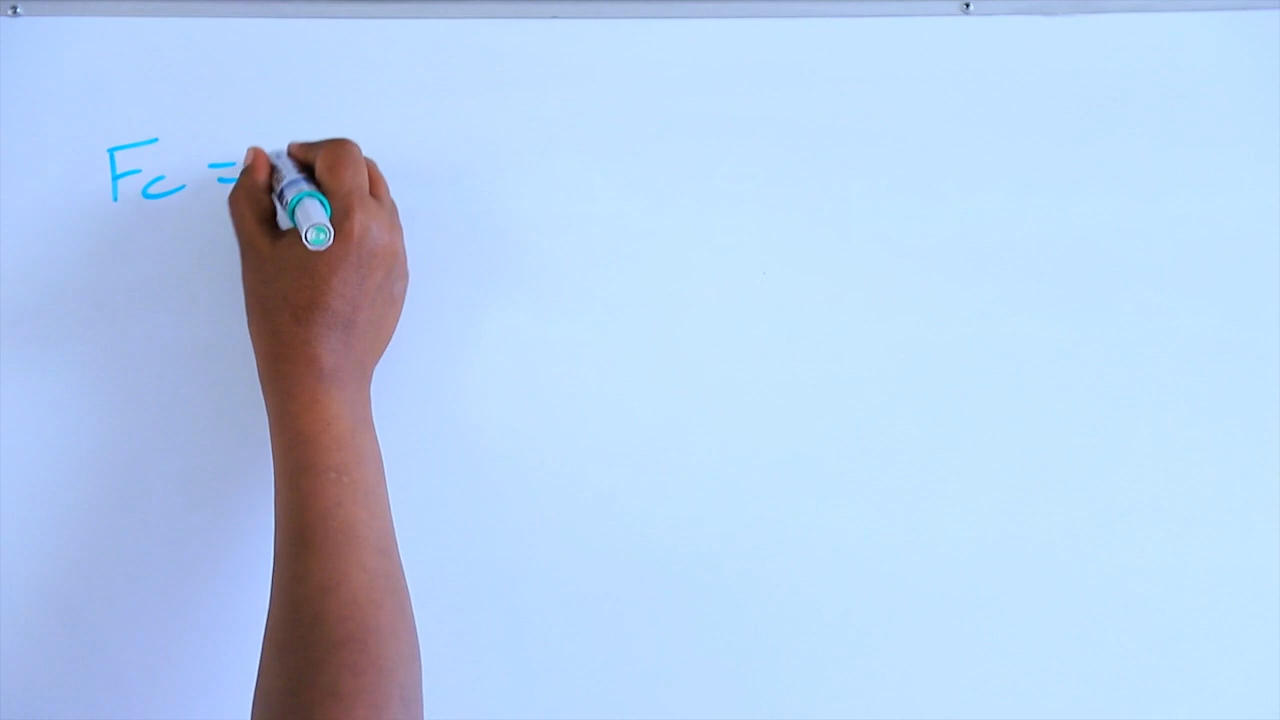 Fc =